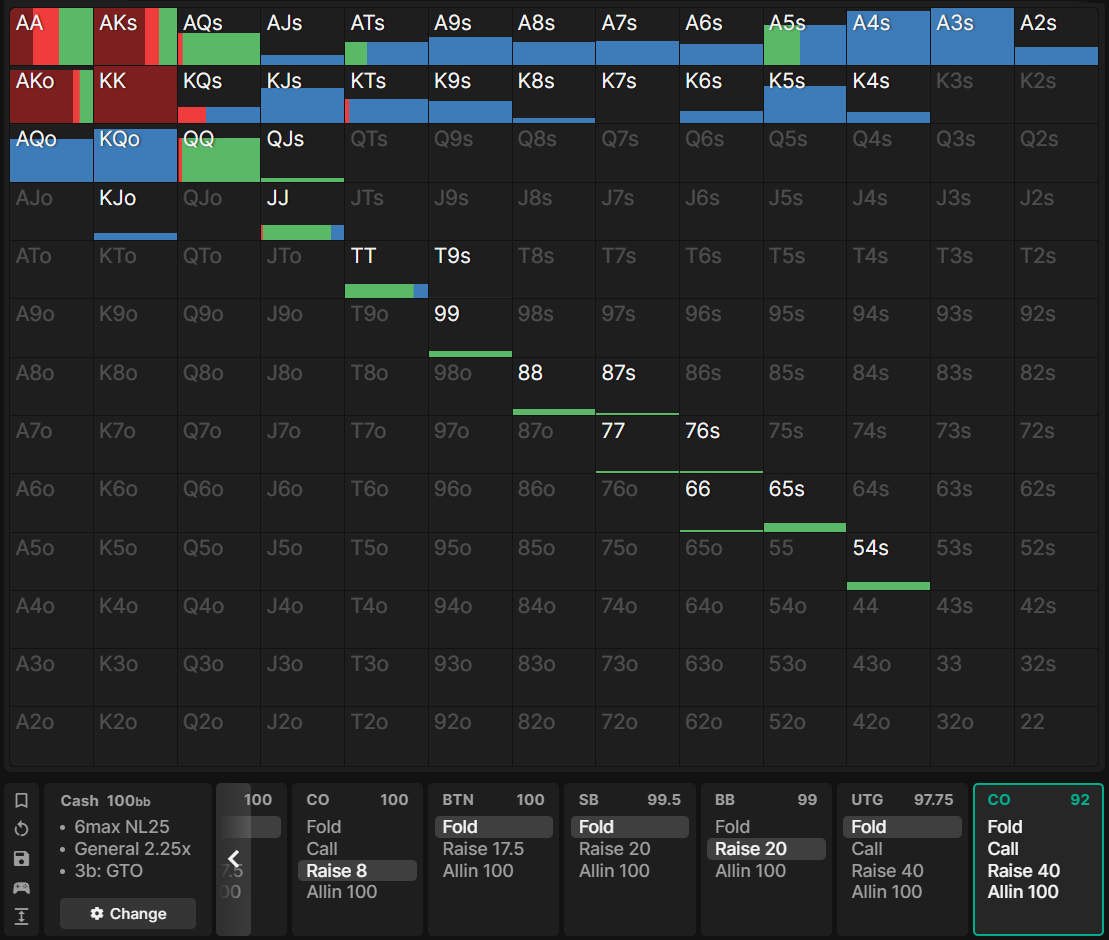 AA AKs AQs AJs ATs A9s A8s A7s A6s A5s A4s A3s A2s
AKo KK KQs KJs KTs K9s K8s K7s K6s K5s K4s K3s K2s
AQo KQo QQ QJs QTs Q9s Q8s Q7s Q6s Q5s Q4s Q3s Q2s
AJo KJo QJo JJ JTs J9s J8s J7s J6s J5s J4s J3s J2s
ATo KTo QTo JTo TT T9s T8s T7s T6s T5s T4s T3s T2s
A9o K9o Q9o J9o T9o 99 98s 97s 96s 95s 94s 93s 92s
A8o K8o Q8o J8o T8o 98o 88 87s 86s 85s 84s 83s 82s
A7o K7o Q7o J7o T7o 97o 87o 77 76s 75s 74s 73s 72s
A6o K6o Q6o J6o T6o 96o 86o 76o 66 65s 64s 63s 62s
A5o K5o Q5o J5o T5o 95o 85o 75o 65o 55 54s 53s 52s
A4o K4o Q4o J4o T4o 94o 84o 74o 64o 54o 44 43s 42s
A3o K3o Q3o J3o T3o 93o 83o 73o 63o 53o 43o 33 32s
A2o K2o Q2o J2o T2o 92o 82o 72o 62o 52o 42o 32o 22
Cash 100bb
• 6max NL25
• General 2.25x
• 3b: GTO
Change
100
7.5
00
CO 100
Fold
Call
Raise 8
Allin 100
BTN 100
Fold
Raise 17.5
Allin 100
SB 99.5
Fold
Raise 20
Allin 100
BB 99
Fold
Raise 20
Allin 100
UTG 97.75
Fold
Call
Raise 40
Allin 100
CO 92
Fold
Call
Raise 40
Allin 100